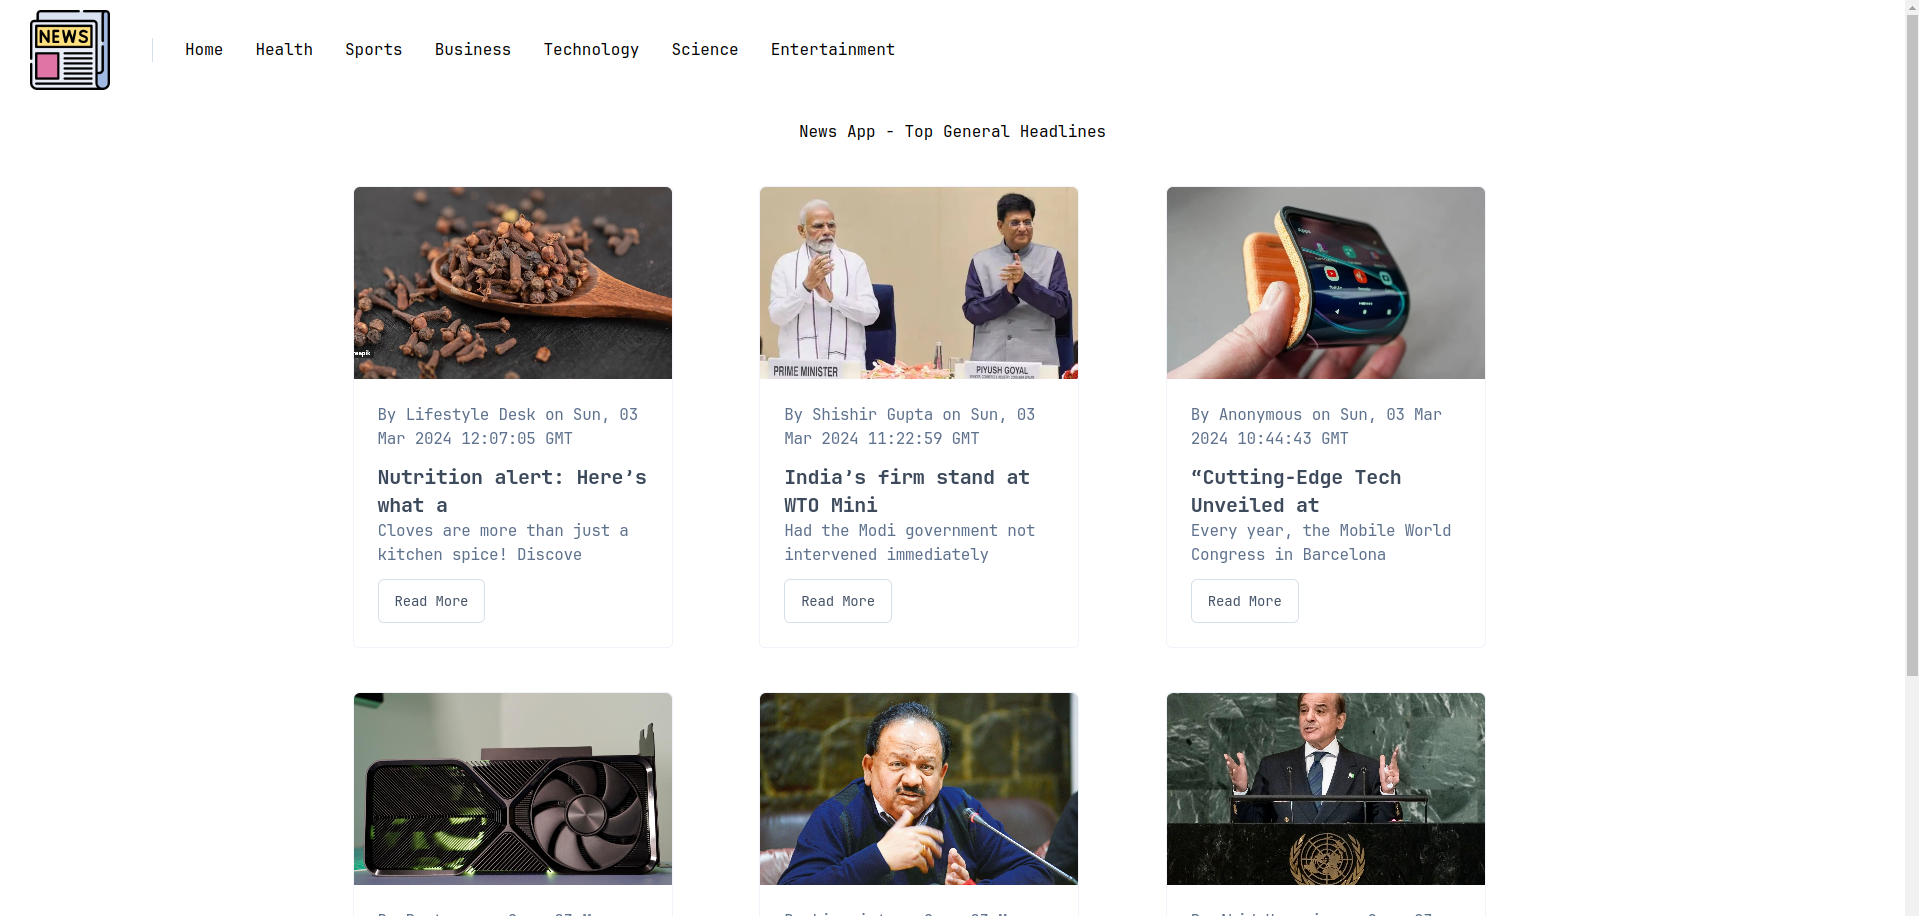 NEWS
Home Health Sports Business Technology Science Entertainment
News App - Top General Headlines
PRIME MINISTER
PIYUSH GOYAL
By Lifestyle Desk on Sun, 03
Mar 2024 12:07:05 GMT
Nutrition alert: Here’s
what a
Cloves are more than just a
kitchen spice! Discove
Read More
By Shishir Gupta on Sun, 03
Mar 2024 11:22:59 GMT
India’s firm stand at
WTO Mini
Had the Modi government not
intervened immediately
Read More
By Anonymous on Sun, 03 Mar
2024 10:44:43 GMT
“Cutting-Edge Tech
Unveiled at
Every year, the Mobile World
Congress in Barcelona
Read More